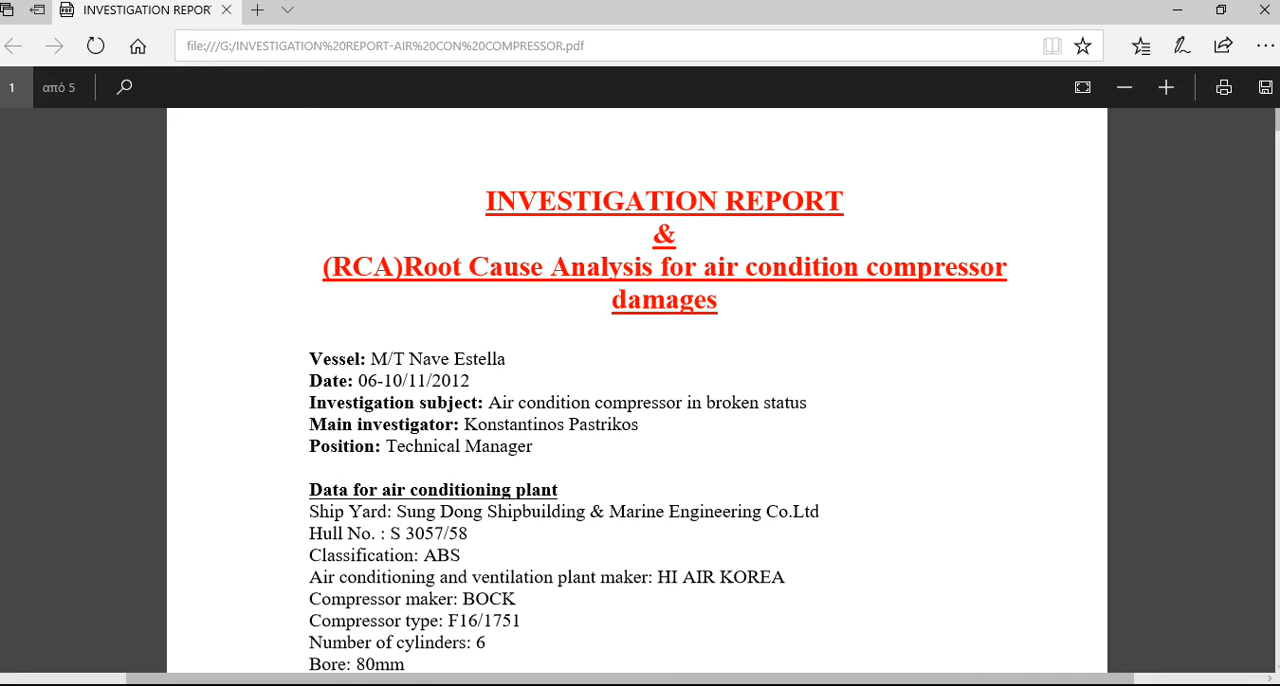 INVESTIGATION REPORT
file:///G:/INVESTIGATION%20REPORT-AIR%20CON%20COMPRESSOR.pdf
1 από 5
INVESTIGATION REPORT
&
(RCA)Root Cause Analysis for air condition compressor
damages
Vessel: M/T Nave Estella
Date: 06-10/11/2012
Investigation subject: Air condition compressor in broken status
Main investigator: Konstantinos Pastrikos
Position: Technical Manager
Data for air conditioning plant
Ship Yard: Sung Dong Shipbuilding & Marine Engineering Co.Ltd
Hull No. : S 3057/58
Classification: ABS
Air conditioning and ventilation plant maker: HI AIR KOREA
Compressor maker: BOCK
Compressor type: F16/1751
Number of cylinders: 6
Bore: 80mm